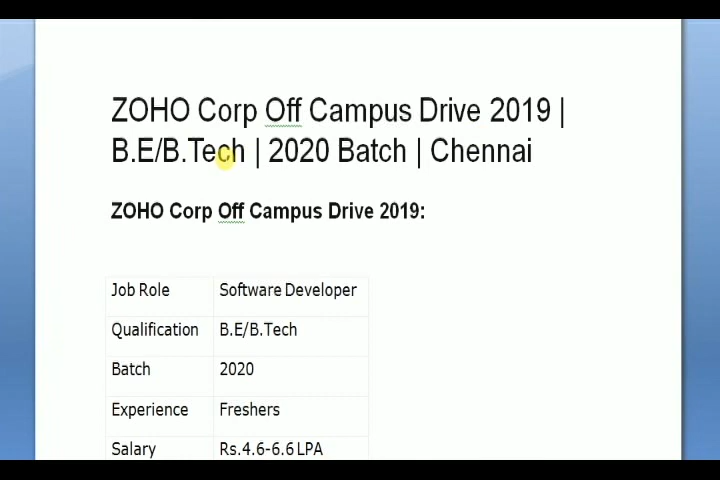 ZOHO Corp Off Campus Drive 2019 |
B.E/B.Tech | 2020 Batch | Chennai
ZOHO Corp Off Campus Drive 2019:
Job Role Software Developer
Qualification B.E/B.Tech
Batch 2020
Experience Freshers
Salary Rs.4.6-6.6 LPA